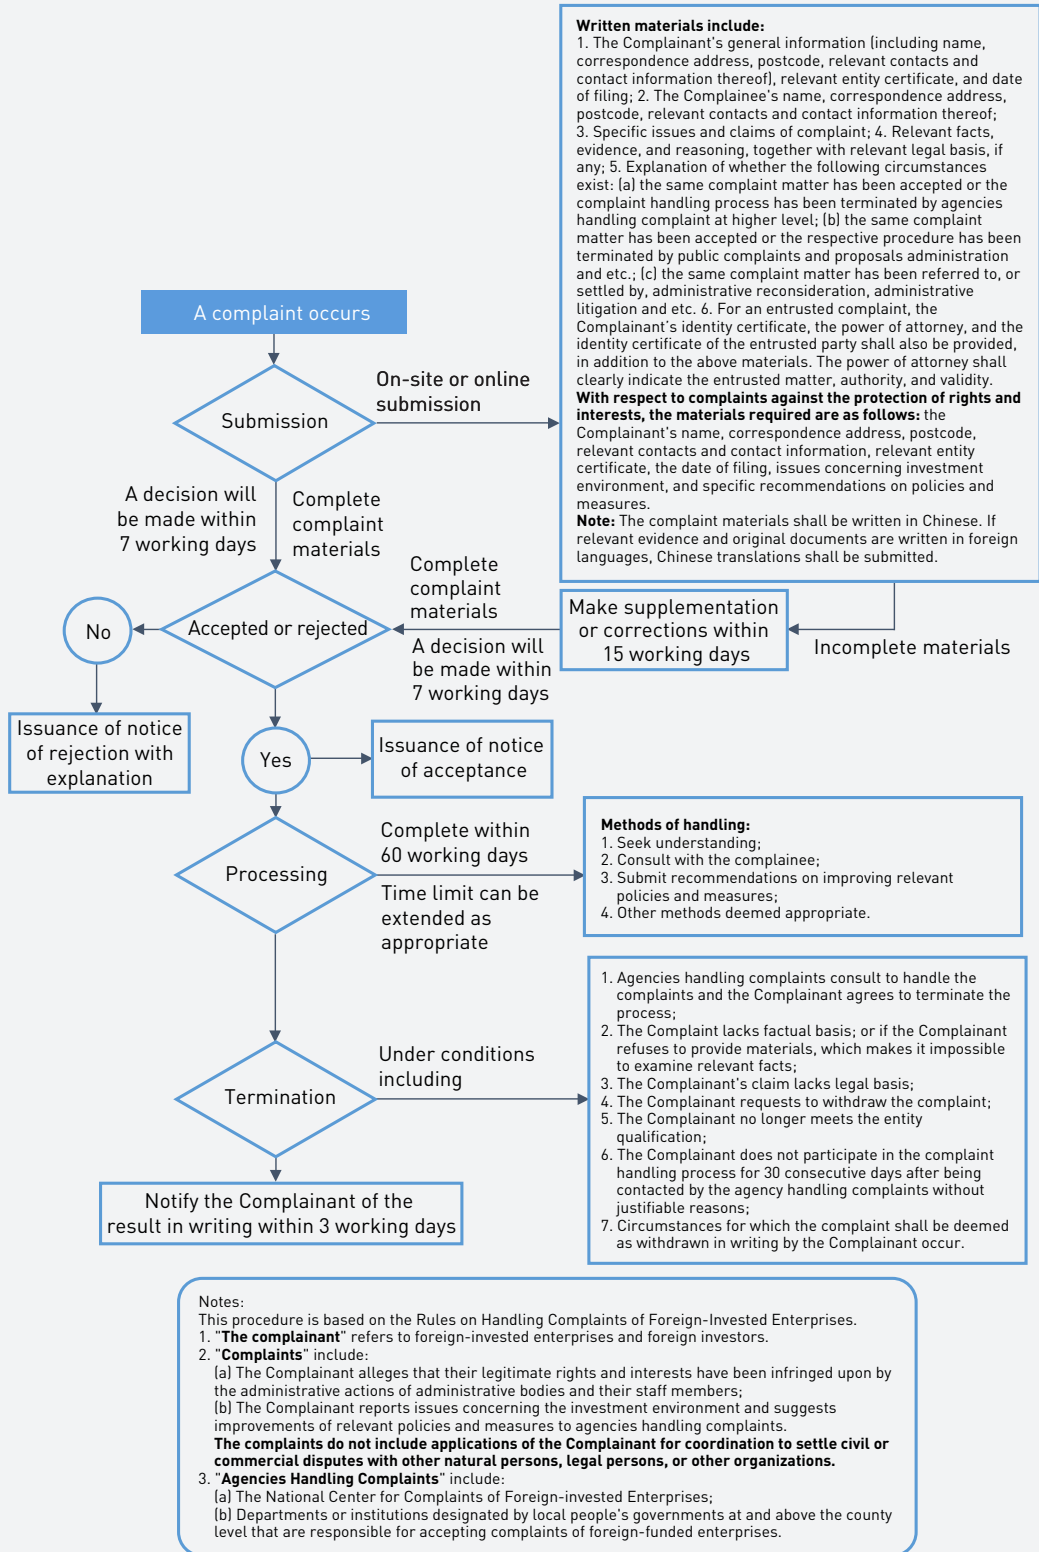 Written materials include:
1. The Complainant's general information (including name,
correspondence address, postcode, relevant contacts and
contact information thereof), relevant entity certificate, and date
of filing; 2. The Complainee's name, correspondence address,
postcode, relevant contacts and contact information thereof;
3. Specific issues and claims of complaint; 4. Relevant facts,
evidence, and reasoning, together with relevant legal basis, if
any; 5. Explanation of whether the following circumstances
exist: (a) the same complaint matter has been accepted or the
complaint handling process has been terminated by agencies
handling complaint at higher level; (b) the same complaint
matter has been accepted or the respective procedure has been
terminated by public complaints and proposals administration
and etc.; (c) the same complaint matter has been referred to, or
settled by, administrative reconsideration, administrative
litigation and etc. 6. For an entrusted complaint, the
Complainant's identity certificate, the power of attorney, and the
identity certificate of the entrusted party shall also be provided,
in addition to the above materials. The power of attorney shall
clearly indicate the entrusted matter, authority, and validity.
With respect to complaints against the protection of rights and
interests, the materials required are as follows: the
Complainant's name, correspondence address, postcode,
relevant contacts and contact information, relevant entity
certificate, the date of filing, issues concerning investment
environment, and specific recommendations on policies and
measures.
Note: The complaint materials shall be written in Chinese. If
relevant evidence and original documents are written in foreign
languages, Chinese translations shall be submitted.
A complaint occurs
On-site or online
submission
Submission
A decision will
be made within
7 working days
Complete
complaint
materials
Complete
complaint
materials
A decision will
be made within
7 working days
Make supplementation
or corrections within
15 working days
Incomplete materials
No
Accepted or rejected
Issuance of notice
of rejection with
explanation
Yes
Issuance of notice
of acceptance
Processing
Complete within
60 working days
Time limit can be
extended as
appropriate
Methods of handling:
1. Seek understanding;
2. Consult with the complainee;
3. Submit recommendations on improving relevant
policies and measures;
4. Other methods deemed appropriate.
Termination
Under conditions
including
1. Agencies handling complaints consult to handle the
complaints and the Complainant agrees to terminate the
process;
2. The Complaint lacks factual basis; or if the Complainant
refuses to provide materials, which makes it impossible
to examine relevant facts;
3. The Complainant's claim lacks legal basis;
4. The Complainant requests to withdraw the complaint;
5. The Complainant no longer meets the entity
qualification;
6. The Complainant does not participate in the complaint
handling process for 30 consecutive days after being
contacted by the agency handling complaints without
justifiable reasons;
7. Circumstances for which the complaint shall be deemed
as withdrawn in writing by the Complainant occur.
Notify the Complainant of the
result in writing within 3 working days
Notes:
This procedure is based on the Rules on Handling Complaints of Foreign-Invested Enterprises.
1. "The complainant" refers to foreign-invested enterprises and foreign investors.
2. "Complaints" include:
(a) The Complainant alleges that their legitimate rights and interests have been infringed upon by
the administrative actions of administrative bodies and their staff members;
(b) The Complainant reports issues concerning the investment environment and suggests
improvements of relevant policies and measures to agencies handling complaints.
The complaints do not include applications of the Complainant for coordination to settle civil or
commercial disputes with other natural persons, legal persons, or other organizations.
3. "Agencies Handling Complaints" include:
(a) The National Center for Complaints of Foreign-invested Enterprises;
(b) Departments or institutions designated by local people's governments at and above the county
level that are responsible for accepting complaints of foreign-funded enterprises.